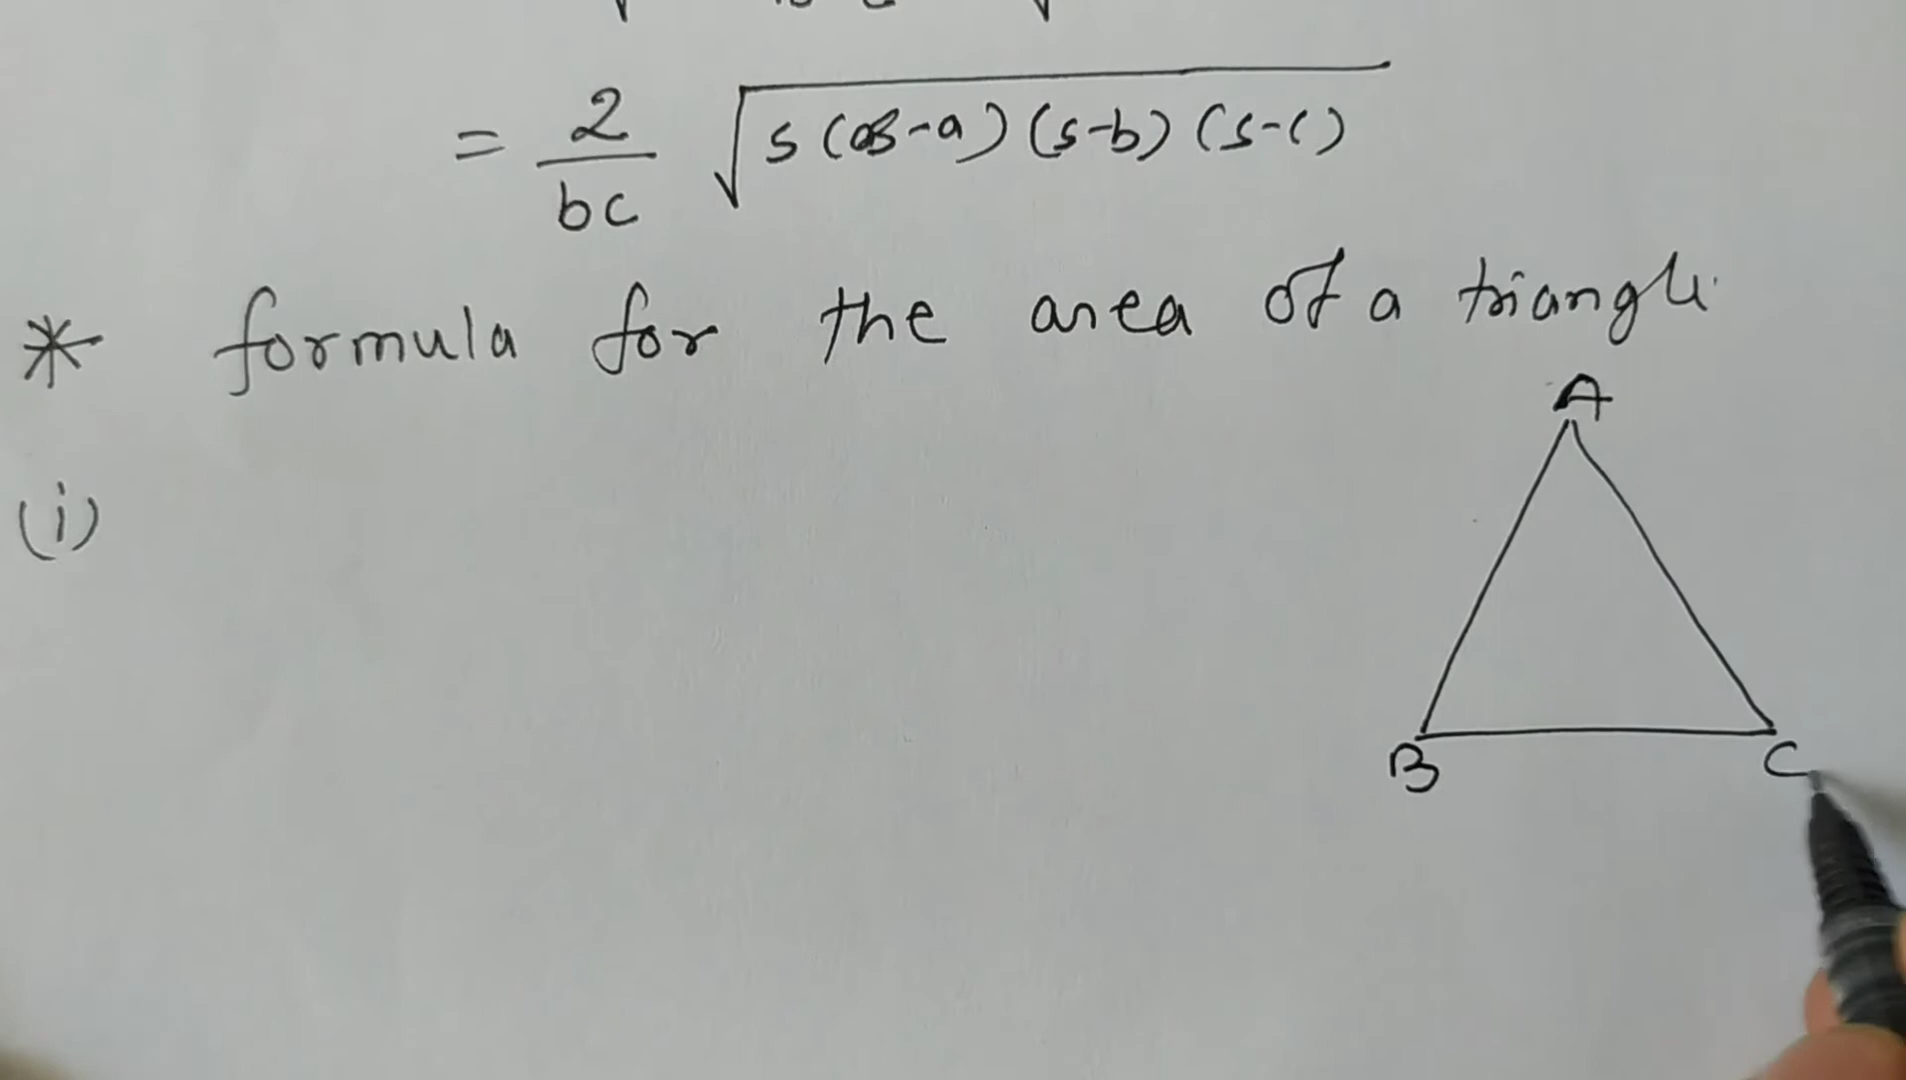 = 2/bc √s(s-a)(s-b)(s-c)
* formula for the area of a triangle
A
(i)
B C